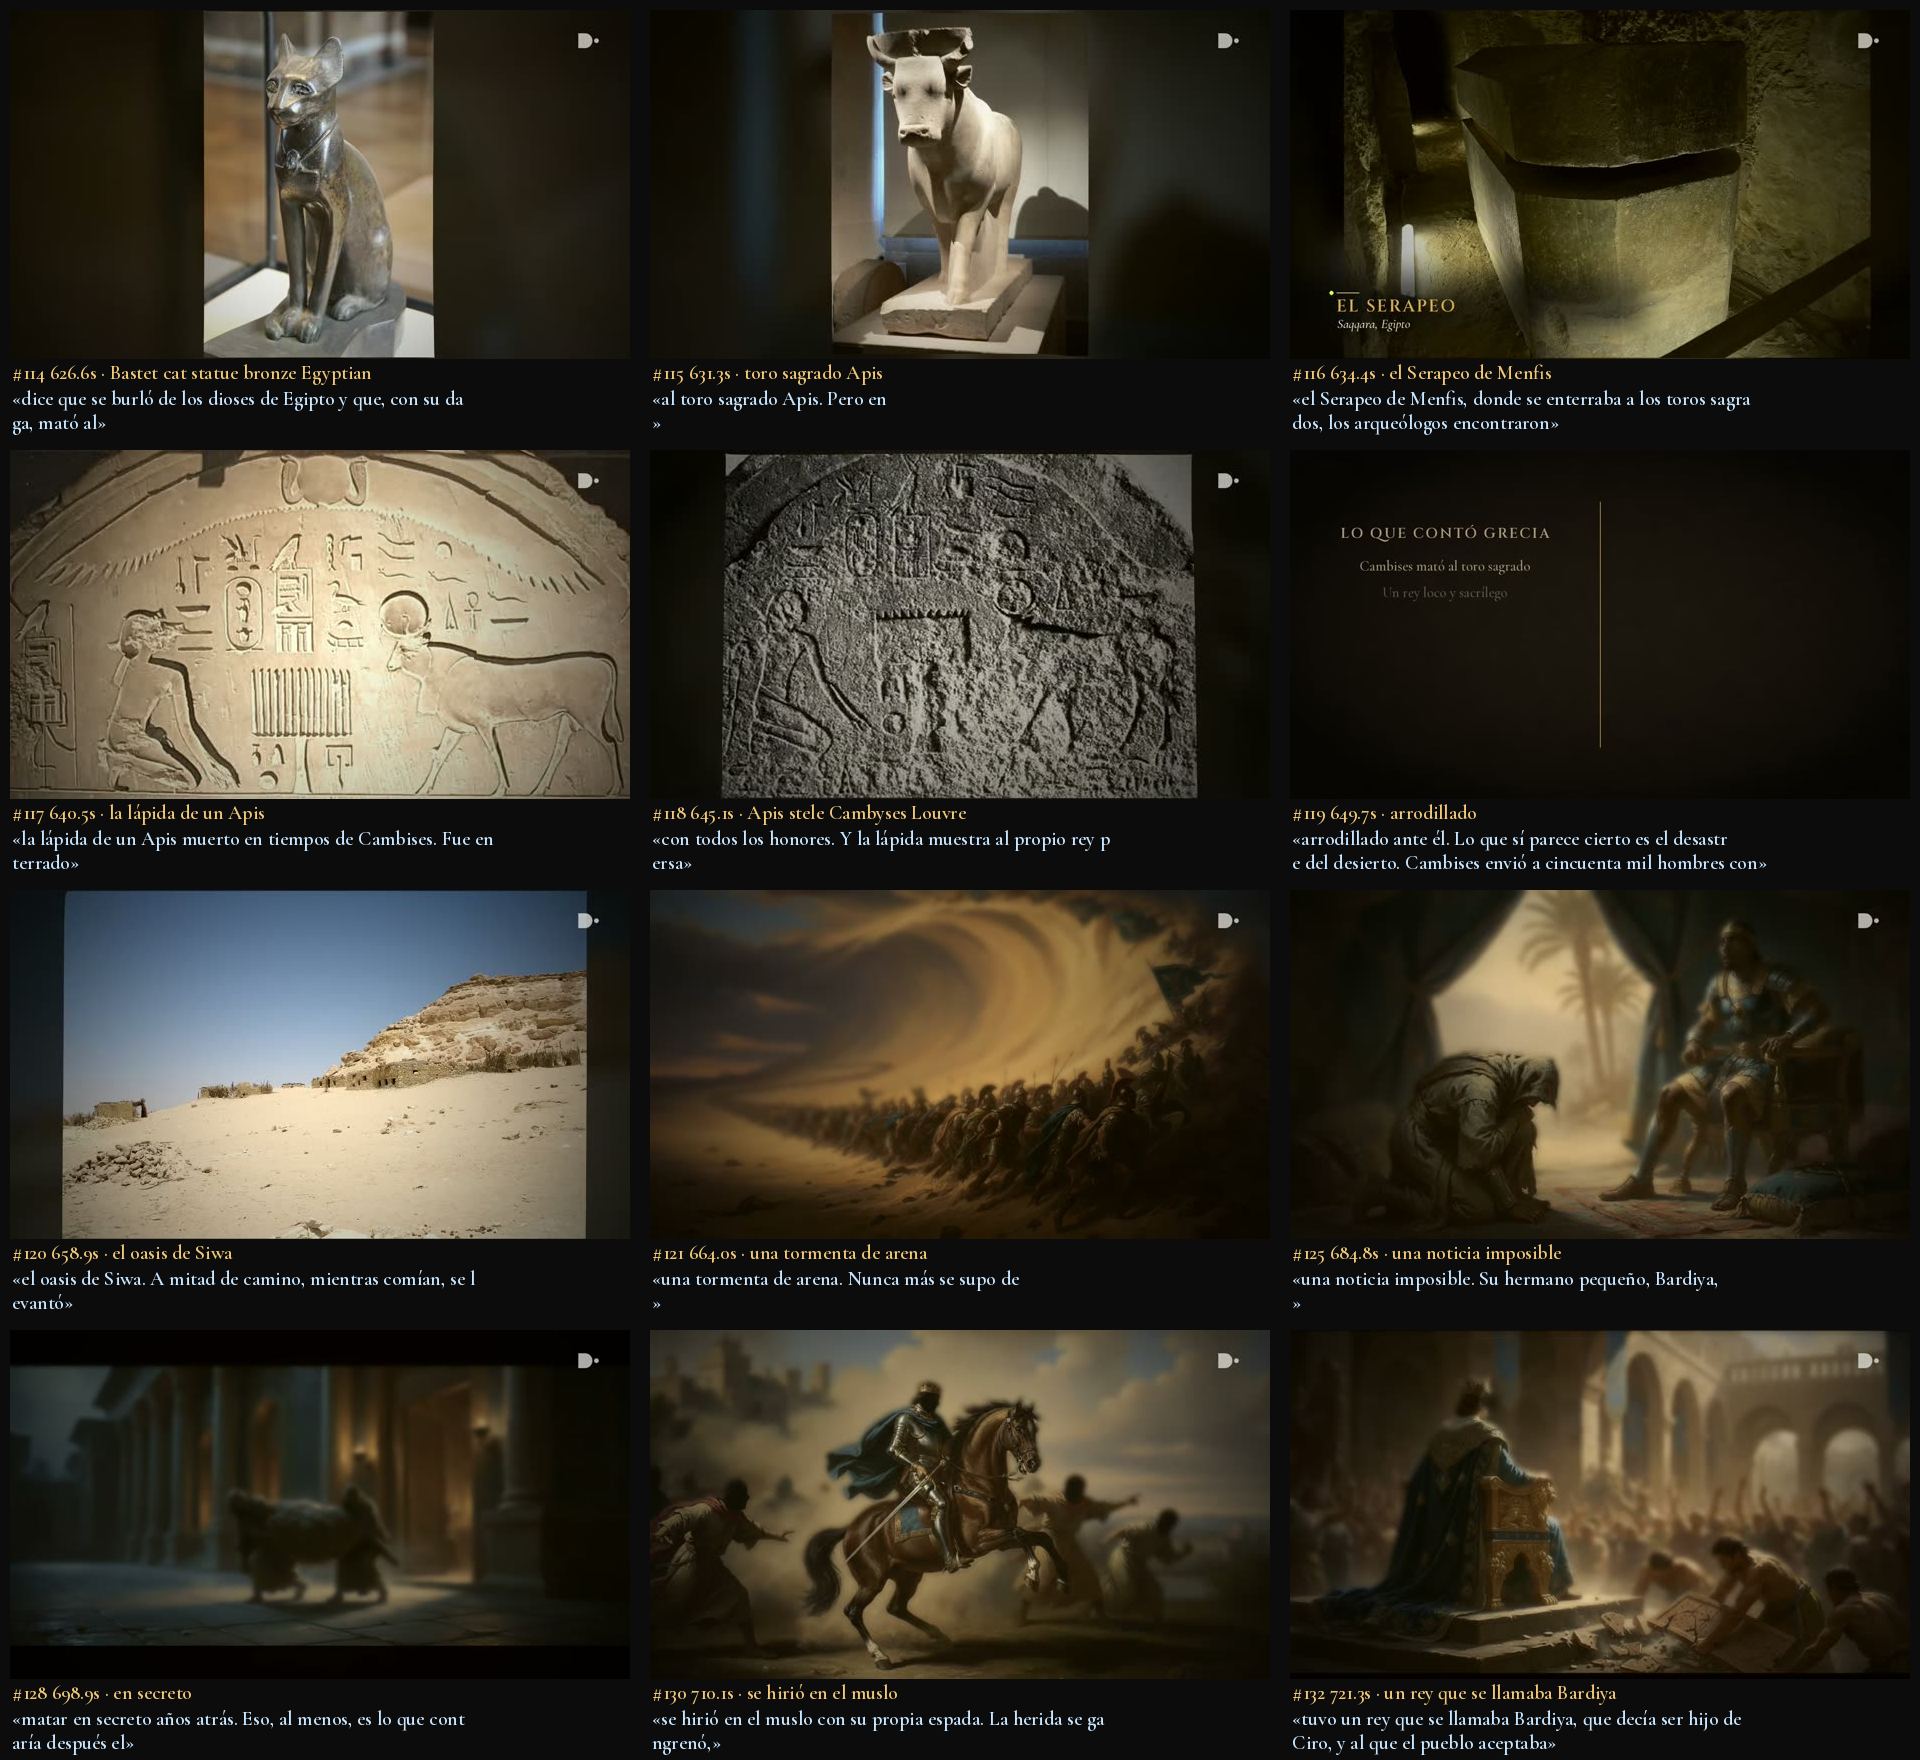 EL SERAPEO
Saqqara, Egipto
#114 626.6s · Bastet cat statue bronze Egyptian
«dice que se burló de los dioses de Egipto y que, con su da
ga, mató al»
#115 631.3s · toro sagrado Apis
«al toro sagrado Apis. Pero en
»
#116 634.4s · el Serapeo de Menfis
«el Serapeo de Menfis, donde se enterraba a los toros sagra
dos, los arqueólogos encontraron»
LO QUE CONTÓ GRECIA
Cambises mató al toro sagrado
Un rey loco y sacrílego
#117 640.5s · la lápida de un Apis
«la lápida de un Apis muerto en tiempos de Cambises. Fue en
terrado»
#118 645.1s · Apis stele Cambyses Louvre
«con todos los honores. Y la lápida muestra al propio rey p
ersa»
#119 649.7s · arrodillado
«arrodillado ante él. Lo que sí parece cierto es el desastr
e del desierto. Cambises envió a cincuenta mil hombres con»
#120 658.9s · el oasis de Siwa
«el oasis de Siwa. A mitad de camino, mientras comían, se l
evantó»
#121 664.0s · una tormenta de arena
«una tormenta de arena. Nunca más se supo de
»
#125 684.8s · una noticia imposible
«una noticia imposible. Su hermano pequeño, Bardiya,
»
#128 698.9s · en secreto
«matar en secreto años atrás. Eso, al menos, es lo que cont
aría después el»
#130 710.1s · se hirió en el muslo
«se hirió en el muslo con su propia espada. La herida se ga
ngrenó,»
#132 721.3s · un rey que se llamaba Bardiya
«tuvo un rey que se llamaba Bardiya, que decía ser hijo de
Ciro, y al que el pueblo aceptaba»